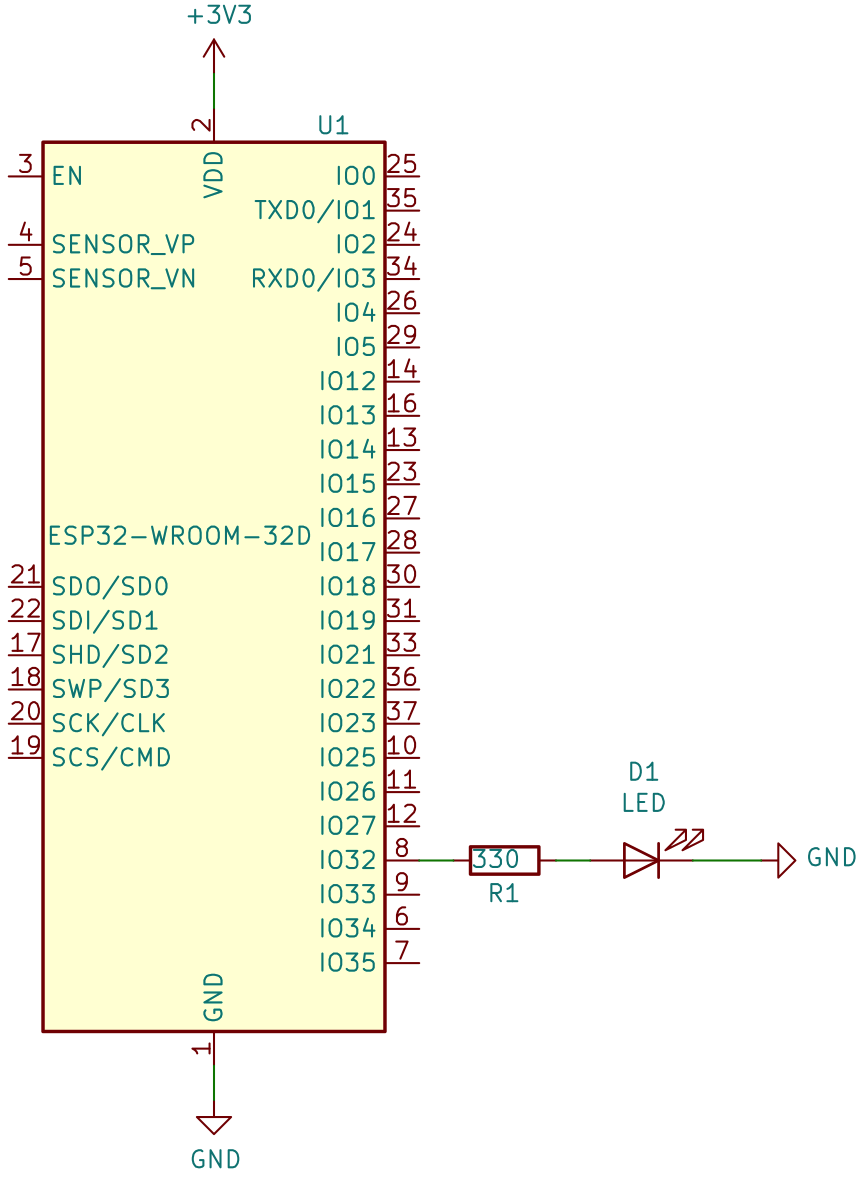 +3V3
2
U1
3 EN VDD IO0 25
TXD0/IO1 35
4 SENSOR_VP IO2 24
5 SENSOR_VN RXD0/IO3 34
IO4 26
IO5 29
IO12 14
IO13 16
IO14 13
IO15 23
IO16 27
ESP32-WROOM-32D
IO17 28
21 SDO/SD0 IO18 30
22 SDI/SD1 IO19 31
17 SHD/SD2 IO21 33
18 SWP/SD3 IO22 36
20 SCK/CLK IO23 37
19 SCS/CMD IO25 10
D1
IO26 11
LED
IO27 12
IO32 8 330 GND
IO33 9 R1
IO34 6
IO35 7
GND
1
GND